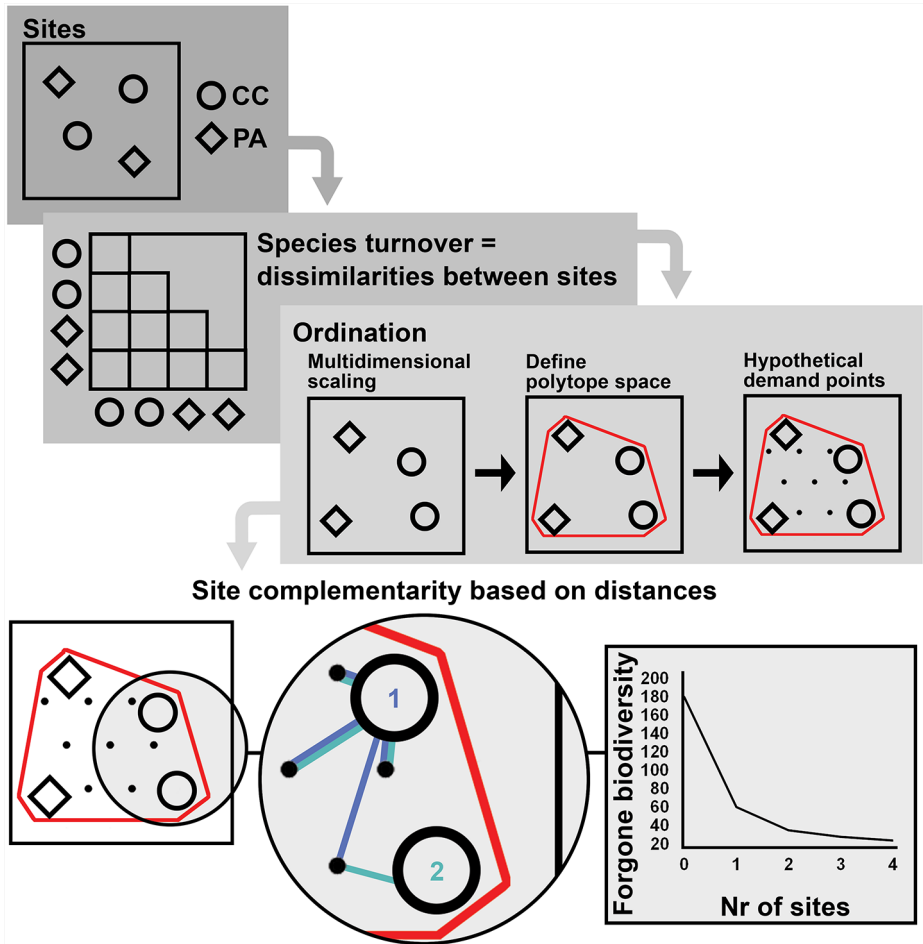 Sites
CC
PA
Species turnover =
dissimilarities between sites
Ordination
Multidimensional
scaling
Define
polytope space
Hypothetical
demand points
Site complementarity based on distances
1
2
Forgone biodiversity
200
180
160
140
120
100
80
60
40
20
0
1
2
3
4
Nr of sites